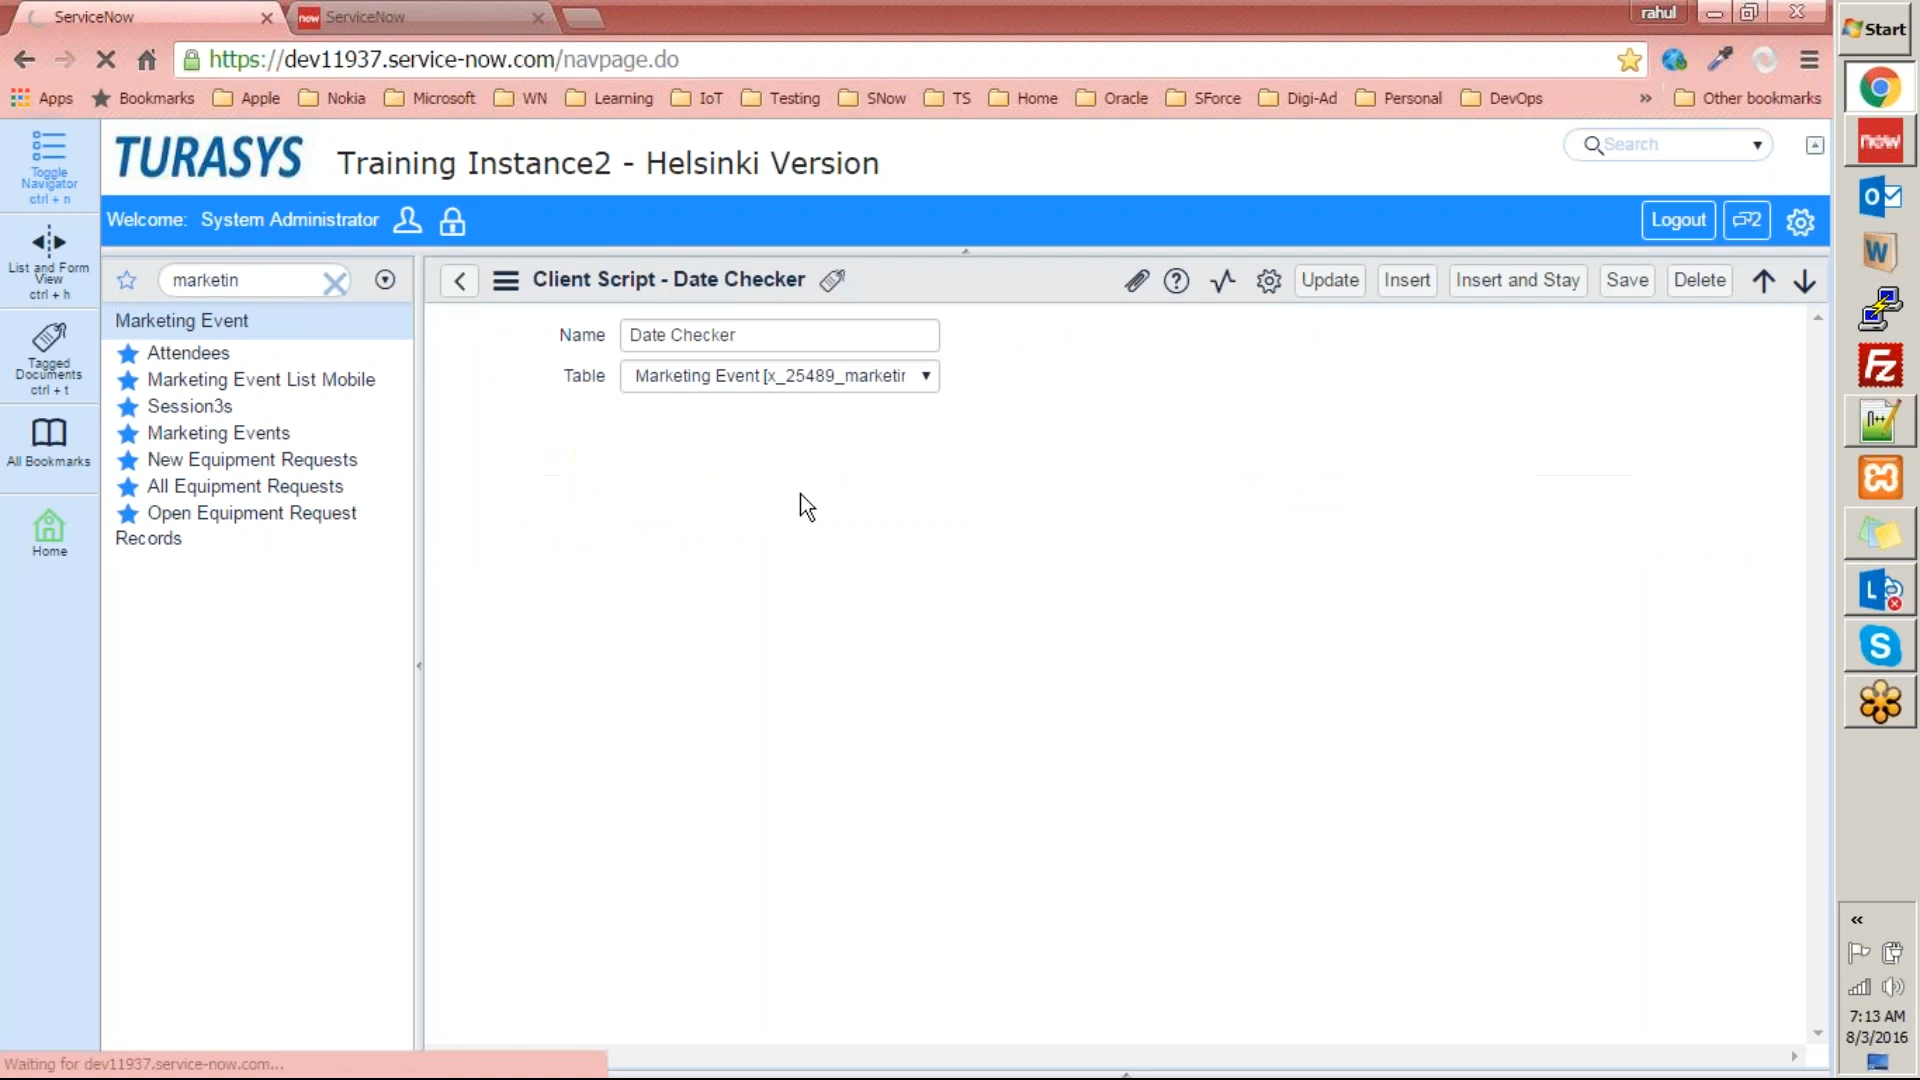 ServiceNow
now ServiceNow
rahul
Start
https://dev11937.service-now.com/navpage.do
Apps Bookmarks Apple Nokia Microsoft WN Learning IoT Testing SNow TS Home Oracle SForce Digi-Ad Personal DevOps » Other bookmarks
TURASYS Training Instance2 - Helsinki Version
Search
now
Toggle
Navigator
ctrl + n
Welcome: System Administrator
Logout
2
List and Form
View
ctrl + h
marketin
Client Script - Date Checker
Update
Insert
Insert and Stay
Save
Delete
Marketing Event
Attendees
Marketing Event List Mobile
Session3s
Marketing Events
New Equipment Requests
All Equipment Requests
Open Equipment Request
Records
Name Date Checker
Table Marketing Event [x_25489_marketin
Tagged
Documents
ctrl + t
All Bookmarks
Home
Waiting for dev11937.service-now.com...
7:13 AM
8/3/2016